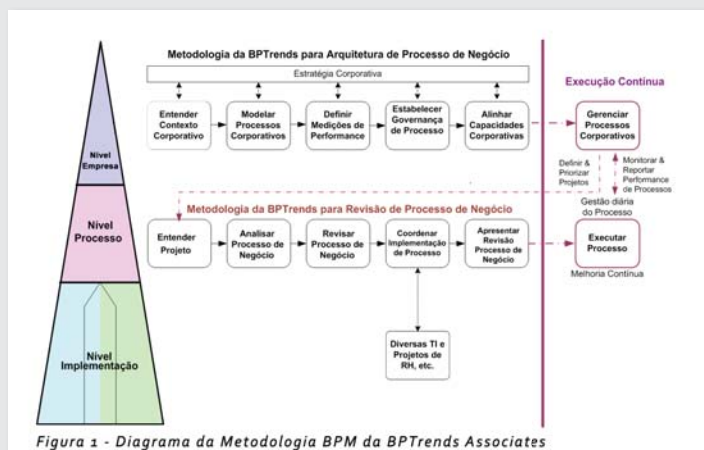 Metodologia da BPTrends para Arquitetura de Processo de Negócio
Estratégia Corporativa
Execução Contínua
Entender
Contexto
Corporativo
Modelar
Processos
Corporativos
Definir
Medições de
Performance
Estabelecer
Governança
de Processo
Alinhar
Capacidades
Corporativas
Gerenciar
Processos
Corporativos
Nível
Empresa
Definir &
Priorizar
Projetos
Monitorar &
Reportar
Performance
de Processos
Metodologia da BPTrends para Revisão de Processo de Negócio
Gestão diária
do Processo
Nível
Processo
Entender
Projeto
Analisar
Processo de
Negócio
Revisar
Processo de
Negócio
Coordenar
Implementação
de Processo
Apresentar
Revisão
Processo de
Negócio
Executar
Processo
Melhoria Contínua
Nível
Implementação
Diversas TI e
Projetos de
RH, etc.
Figura 1 - Diagrama da Metodologia BPM da BPTrends Associates